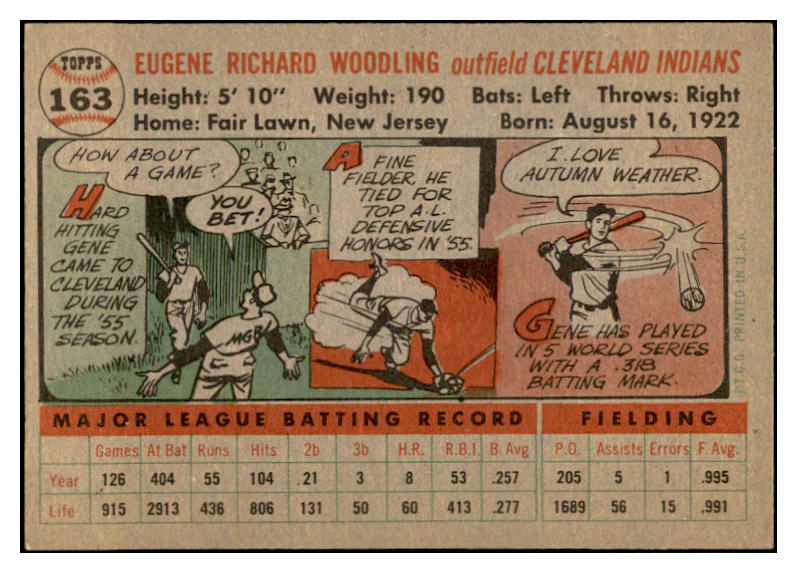 TOPPS
163
EUGENE RICHARD WOODLING outfield CLEVELAND INDIANS
Height: 5' 10" Weight: 190 Bats: Left Throws: Right
Home: Fair Lawn, New Jersey Born: August 16, 1922
HOW ABOUT
A GAME?
YOU
BET!
HARD
HITTING
GENE
CAME TO
CLEVELAND
DURING
THE '55
SEASON.
MGR
A FINE
FIELDER, HE
TIED FOR
TOP A.L.
DEFENSIVE
HONORS IN '55.
I LOVE
AUTUMN WEATHER.
GENE HAS PLAYED
IN 5 WORLD SERIES
WITH A .318
BATTING MARK.
©T.C.G. PRINTED IN U.S.A.
MAJOR LEAGUE BATTING RECORD FIELDING
Games At Bat Runs Hits 2b 3b H.R. R.B.I. B. Avg P.O. Assists Errors F. Avg.
Year 126 404 55 104 21 3 8 53 .257 205 5 1 .995
Life 915 2913 436 806 131 50 60 413 .277 1689 56 15 .991